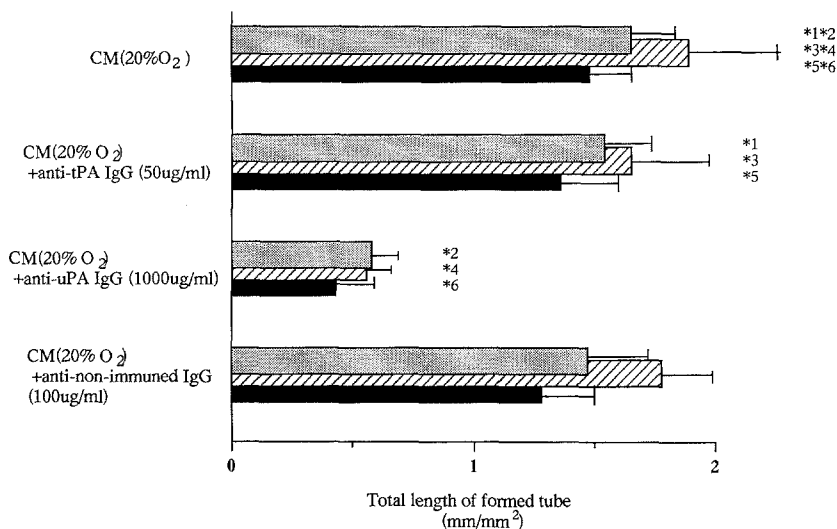 CM(20%O2)
*1*2
*3*4
*5*6
CM(20% O2)
+anti-tPA IgG (50ug/ml)
*1
*3
*5
CM(20% O2)
+anti-uPA IgG (1000ug/ml)
*2
*4
*6
CM(20% O2)
+anti-non-immuned IgG
(100ug/ml)
0 1 2
Total length of formed tube
(mm/mm2)